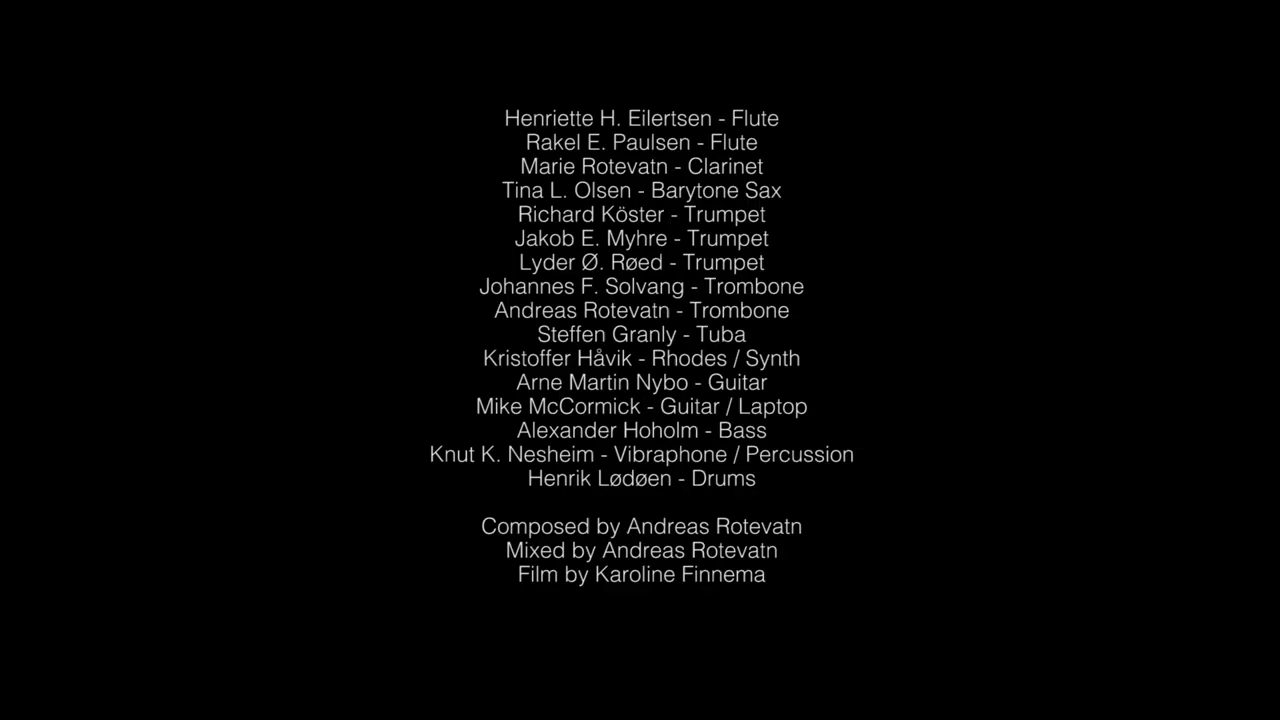 Henriette H. Eilertsen - Flute
Rakel E. Paulsen - Flute
Marie Rotevatn - Clarinet
Tina L. Olsen - Barytone Sax
Richard Köster - Trumpet
Jakob E. Myhre - Trumpet
Lyder Ø. Røed - Trumpet
Johannes F. Solvang - Trombone
Andreas Rotevatn - Trombone
Steffen Granly - Tuba
Kristoffer Håvik - Rhodes / Synth
Arne Martin Nybo - Guitar
Mike McCormick - Guitar / Laptop
Alexander Hoholm - Bass
Knut K. Nesheim - Vibraphone / Percussion
Henrik Lødøen - Drums
Composed by Andreas Rotevatn
Mixed by Andreas Rotevatn
Film by Karoline Finnema